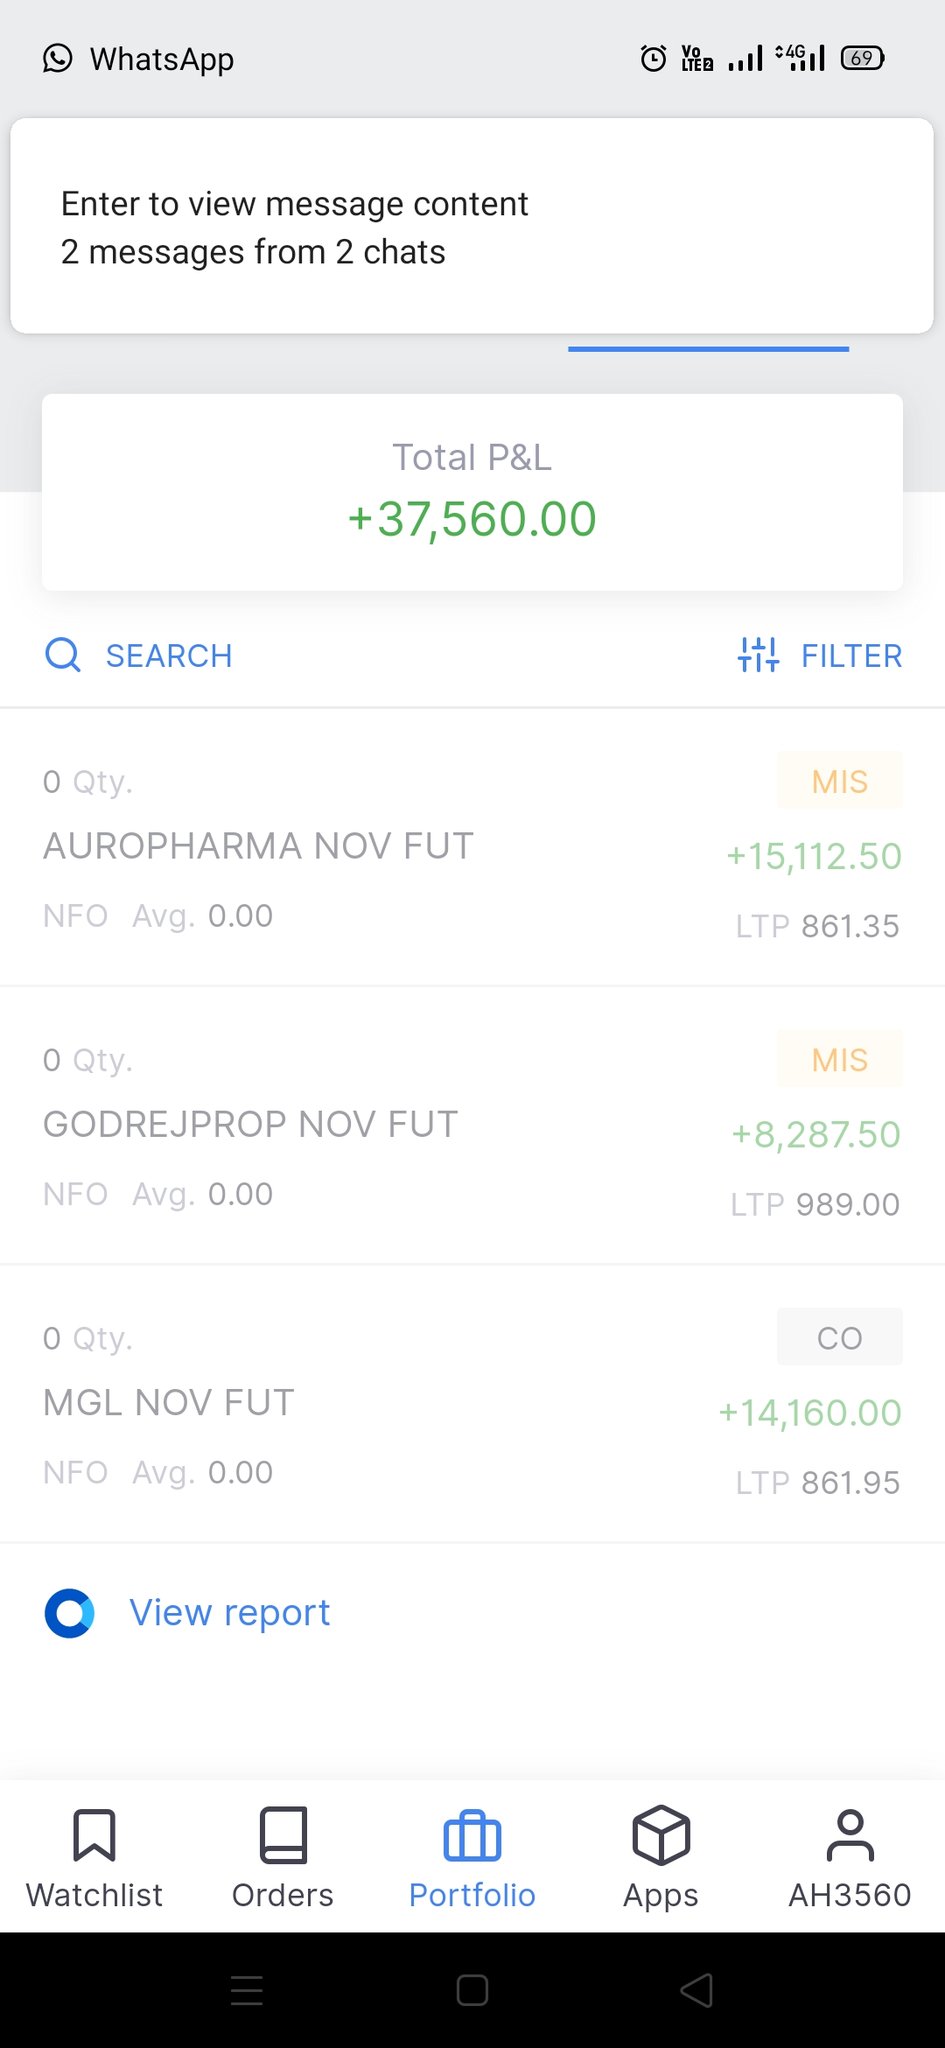 WhatsApp
Vo LTE2 4G 69
Enter to view message content
2 messages from 2 chats
Total P&L
+37,560.00
SEARCH FILTER
0 Qty. MIS
AUROPHARMA NOV FUT +15,112.50
NFO Avg. 0.00 LTP 861.35
0 Qty. MIS
GODREJPROP NOV FUT +8,287.50
NFO Avg. 0.00 LTP 989.00
0 Qty. CO
MGL NOV FUT +14,160.00
NFO Avg. 0.00 LTP 861.95
View report
Watchlist Orders Portfolio Apps AH3560